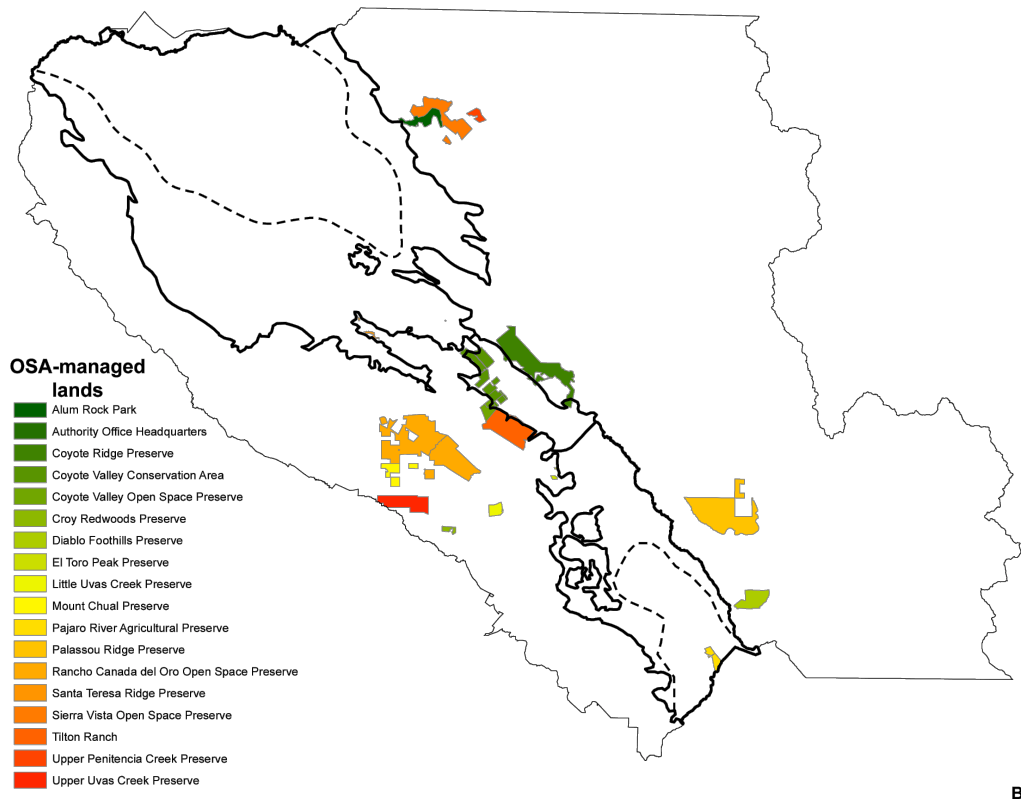 OSA-managed
lands
Alum Rock Park
Authority Office Headquarters
Coyote Ridge Preserve
Coyote Valley Conservation Area
Coyote Valley Open Space Preserve
Croy Redwoods Preserve
Diablo Foothills Preserve
El Toro Peak Preserve
Little Uvas Creek Preserve
Mount Chual Preserve
Pajaro River Agricultural Preserve
Palassou Ridge Preserve
Rancho Canada del Oro Open Space Preserve
Santa Teresa Ridge Preserve
Sierra Vista Open Space Preserve
Tilton Ranch
Upper Penitencia Creek Preserve
Upper Uvas Creek Preserve
B